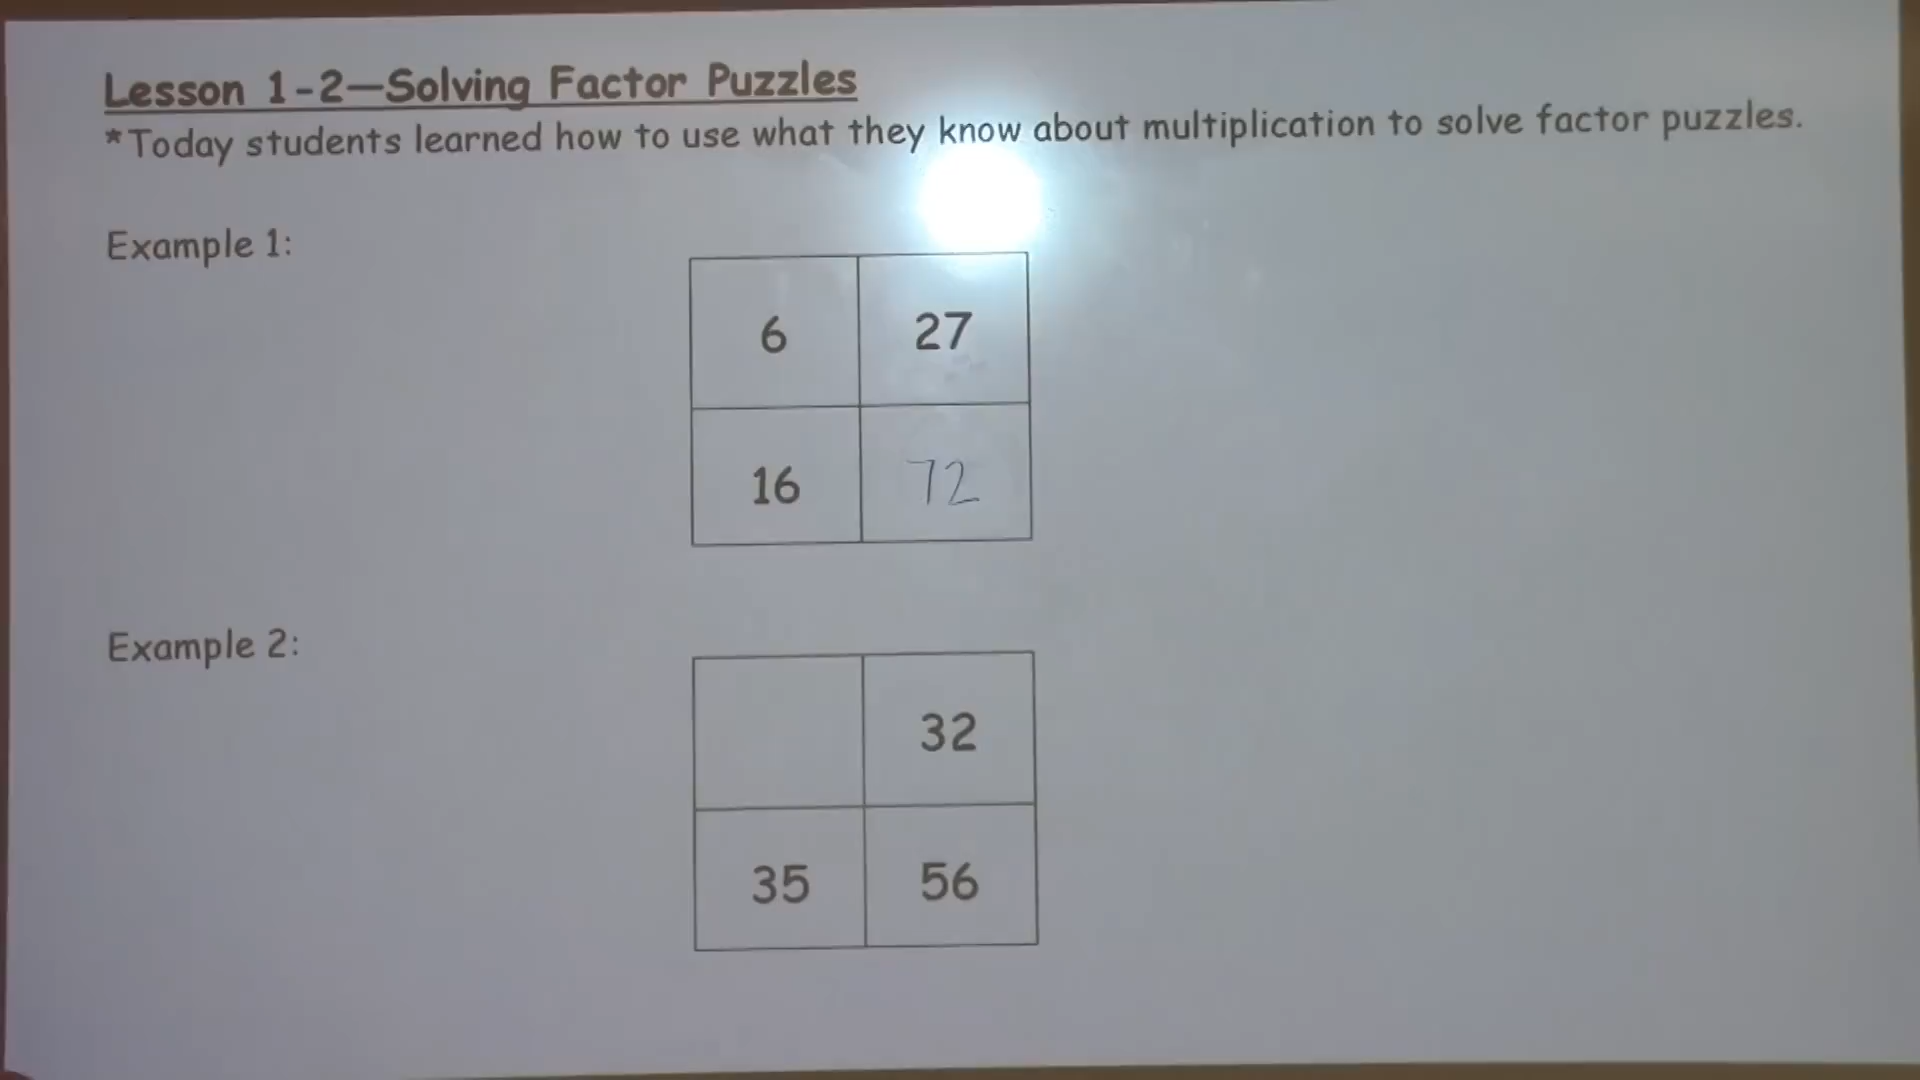 Lesson 1-2—Solving Factor Puzzles
*Today students learned how to use what they know about multiplication to solve factor puzzles.
Example 1:
6 27
16 72
Example 2:
32
35 56